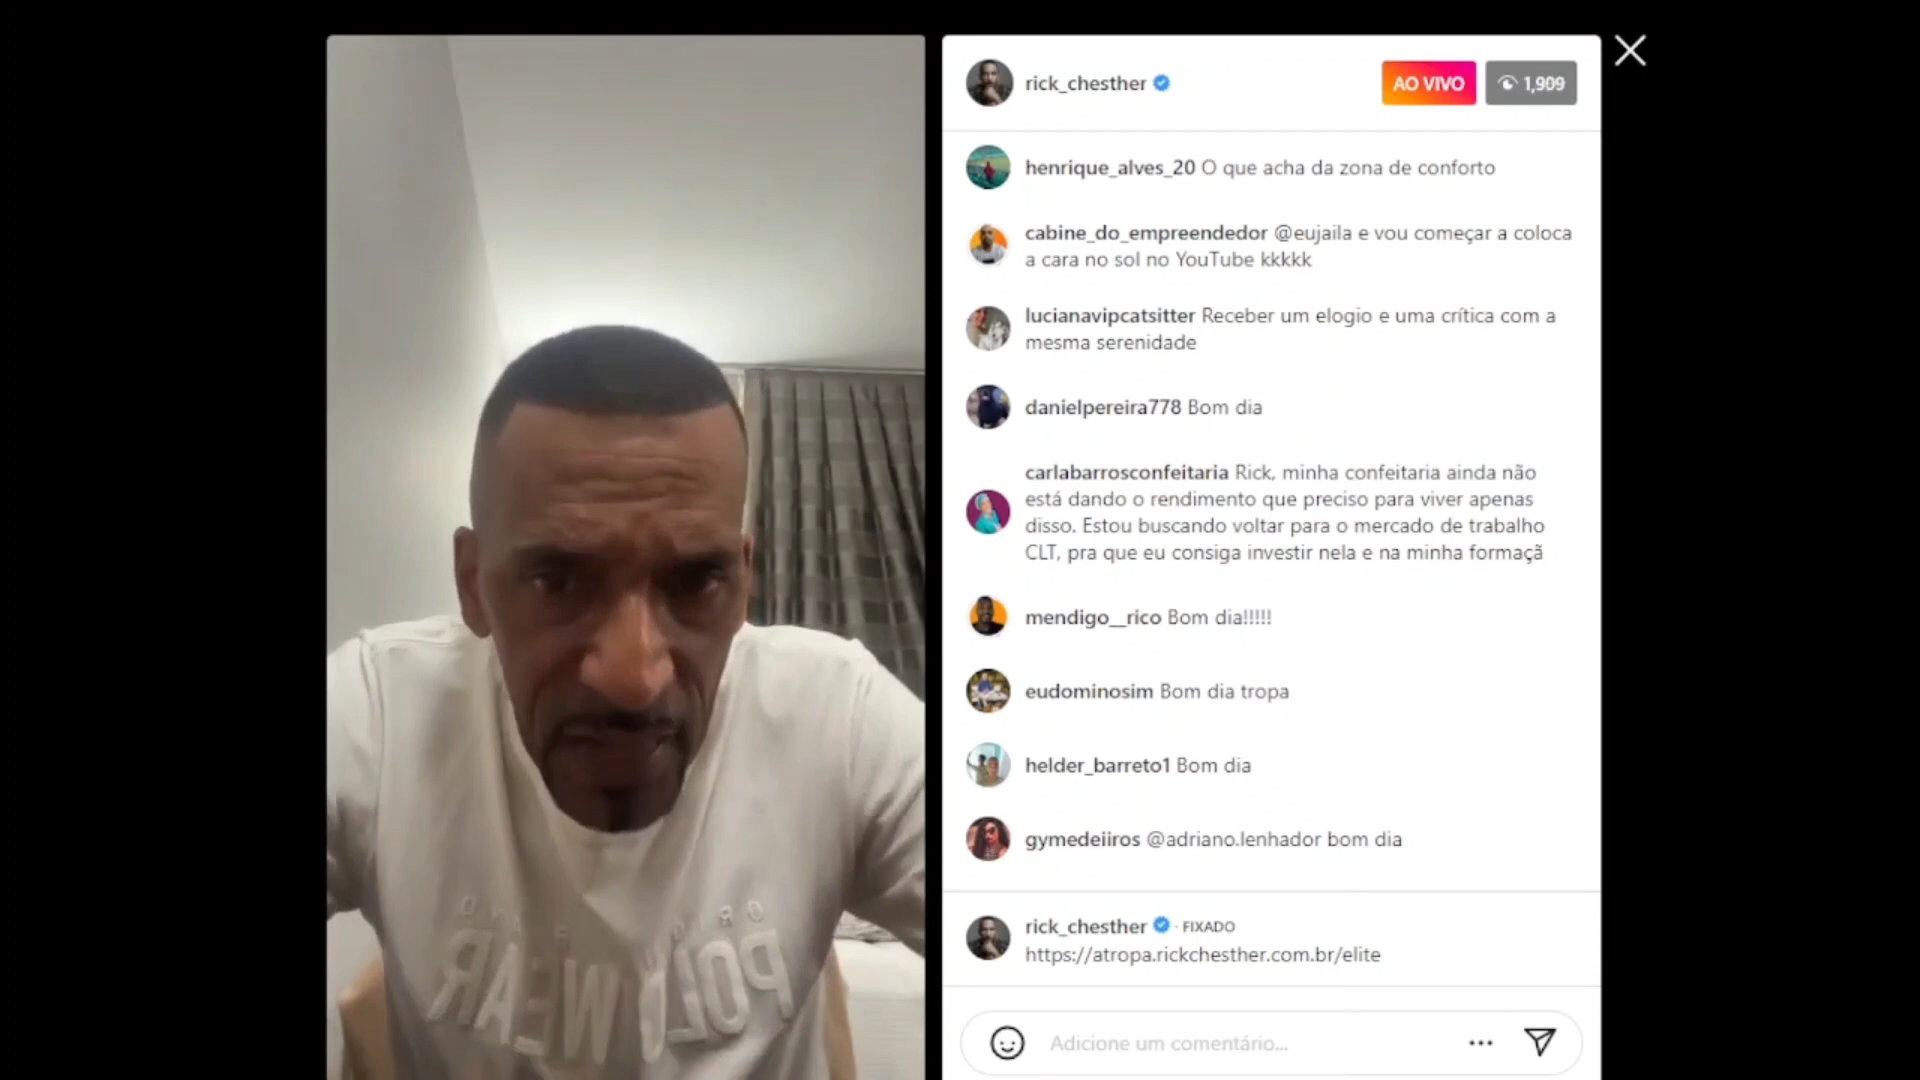 rick_chesther
AO VIVO
1,909
henrique_alves_20 O que acha da zona de conforto
cabine_do_empreendedor @eujaila e vou começar a coloca
a cara no sol no YouTube kkkkk
lucianavipcatsitter Receber um elogio e uma crítica com a
mesma serenidade
danielpereira778 Bom dia
carlabarrosconfeitaria Rick, minha confeitaria ainda não
está dando o rendimento que preciso para viver apenas
disso. Estou buscando voltar para o mercado de trabalho
CLT, pra que eu consiga investir nela e na minha formaçã
mendigo__rico Bom dia!!!!!
eudominosim Bom dia tropa
helder_barreto1 Bom dia
gymedeiiros @adriano.lenhador bom dia
rick_chesther · FIXADO
https://atropa.rickchesther.com.br/elite
Adicione um comentário...
POLO WEAR